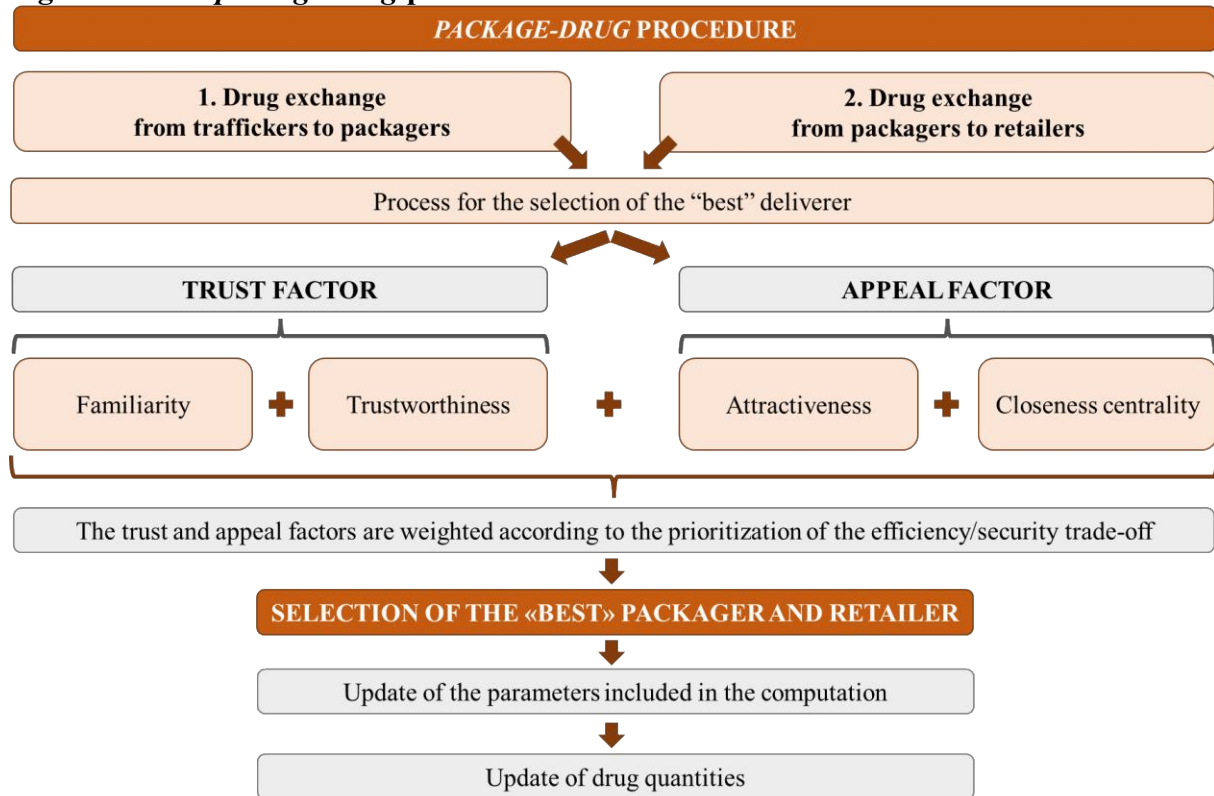 PACKAGE-DRUG PROCEDURE
1. Drug exchange
from traffickers to packagers
2. Drug exchange
from packagers to retailers
Process for the selection of the “best” deliverer
TRUST FACTOR
APPEAL FACTOR
Familiarity
Trustworthiness
Attractiveness
Closeness centrality
The trust and appeal factors are weighted according to the prioritization of the efficiency/security trade-off
SELECTION OF THE «BEST» PACKAGER AND RETAILER
Update of the parameters included in the computation
Update of drug quantities